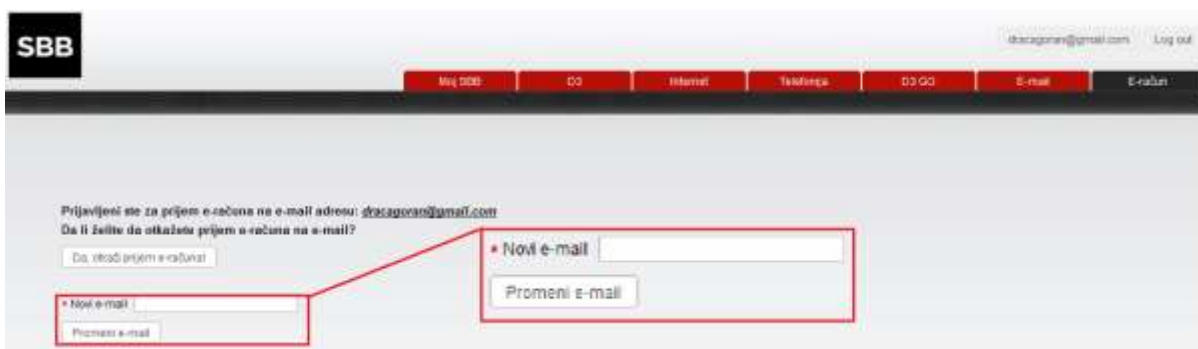 SBB
dracagoran@gmail.com Log out
Moj SBB D3 Internet Telefonija D3 GO E-mail E-račun
Prijavljeni ste za prijem e-računa na e-mail adresu: dracagoran@gmail.com
Da li želite da otkažete prijem e-računa na e-mail?
Da, otkaži prijem e-računa!
* Novi e-mail
Promeni e-mail
* Novi e-mail
Promeni e-mail